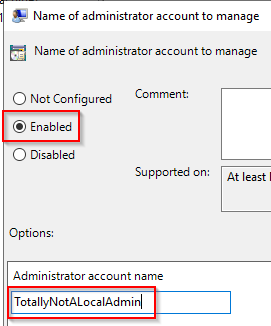 Name of administrator account to manage
Name of administrator account to manage
Not Configured
Comment:
Enabled
Disabled
Supported on:
At least
Options:
Administrator account name
TotallyNotALocalAdmin